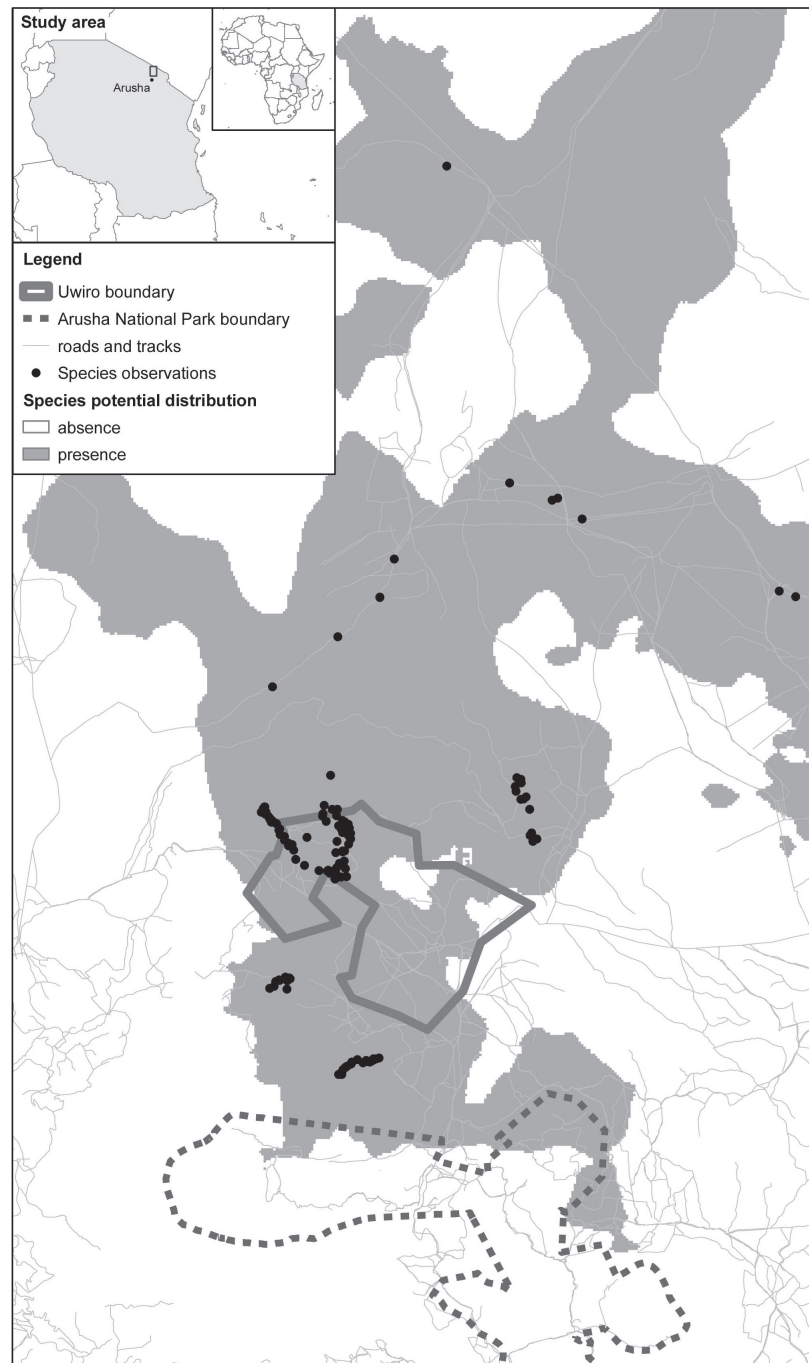 Study area
Arusha
Legend
Uwiro boundary
Arusha National Park boundary
roads and tracks
Species observations
Species potential distribution
absence
presence